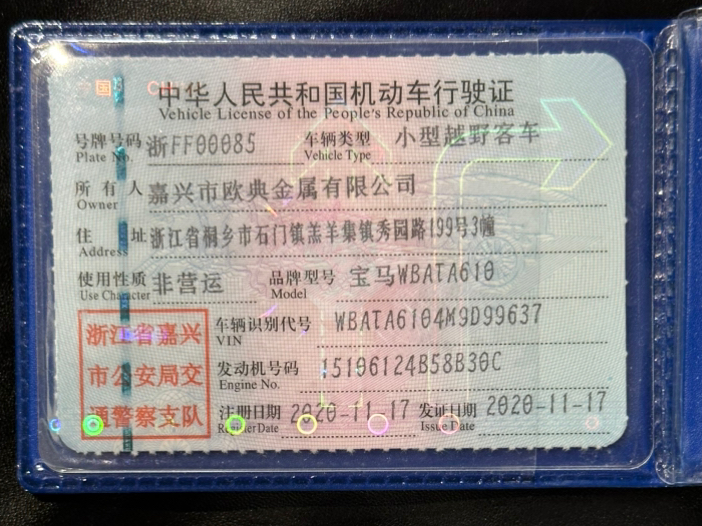 中华人民共和国机动车行驶证
Vehicle License of the People's Republic of China
号牌号码 浙FF00085 车辆类型 小型越野客车
Plate No. Vehicle Type
所有人 嘉兴市欧典金属有限公司
Owner
住址 浙江省桐乡市石门镇羔羊集镇秀园路199号3幢
Address
使用性质 非营运 品牌型号 宝马WBATA610
Use Character Model
浙江省嘉兴 车辆识别代号 WBATA6104M9D99637
VIN
市公安局交 发动机号码 15106124B58B30C
Engine No.
通警察支队 注册日期 2020-11-17 发证日期 2020-11-17
Register Date Issue Date